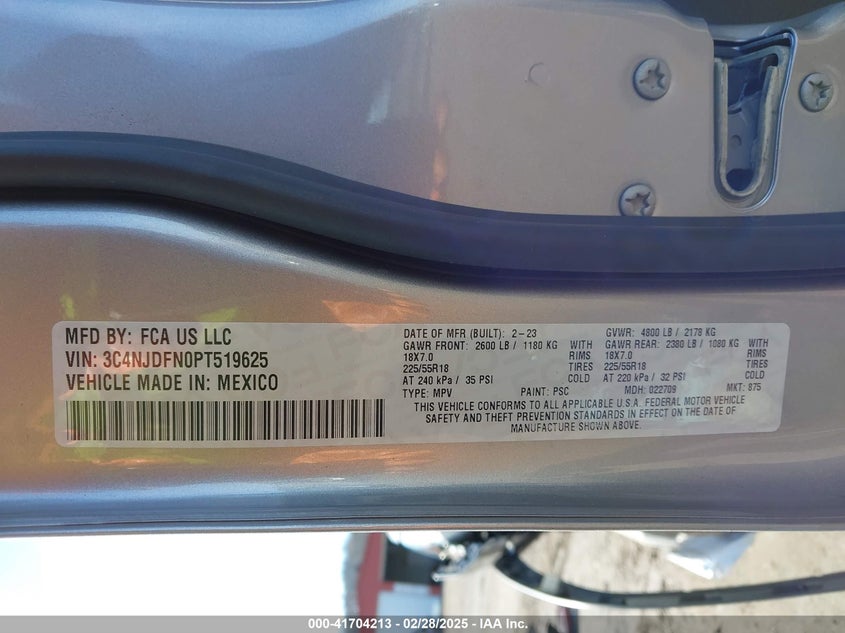 MFD BY: FCA US LLC
VIN: 3C4NJDFN0PT519625
VEHICLE MADE IN: MEXICO
DATE OF MFR (BUILT): 2-23 GVWR: 4800 LB / 2178 KG
GAWR FRONT: 2600 LB / 1180 KG WITH GAWR REAR: 2380 LB / 1080 KG WITH
18X7.0 RIMS 18X7.0 RIMS
225/55R18 TIRES 225/55R18 TIRES
AT 240 kPa / 35 PSI COLD AT 220 kPa / 32 PSI COLD
TYPE: MPV PAINT: PSC MDH: 022709 MKT: 875
THIS VEHICLE CONFORMS TO ALL APPLICABLE U.S.A. FEDERAL MOTOR VEHICLE
SAFETY AND THEFT PREVENTION STANDARDS IN EFFECT ON THE DATE OF
MANUFACTURE SHOWN ABOVE.
000-41704213 - 02/28/2025 - © IAA Inc.